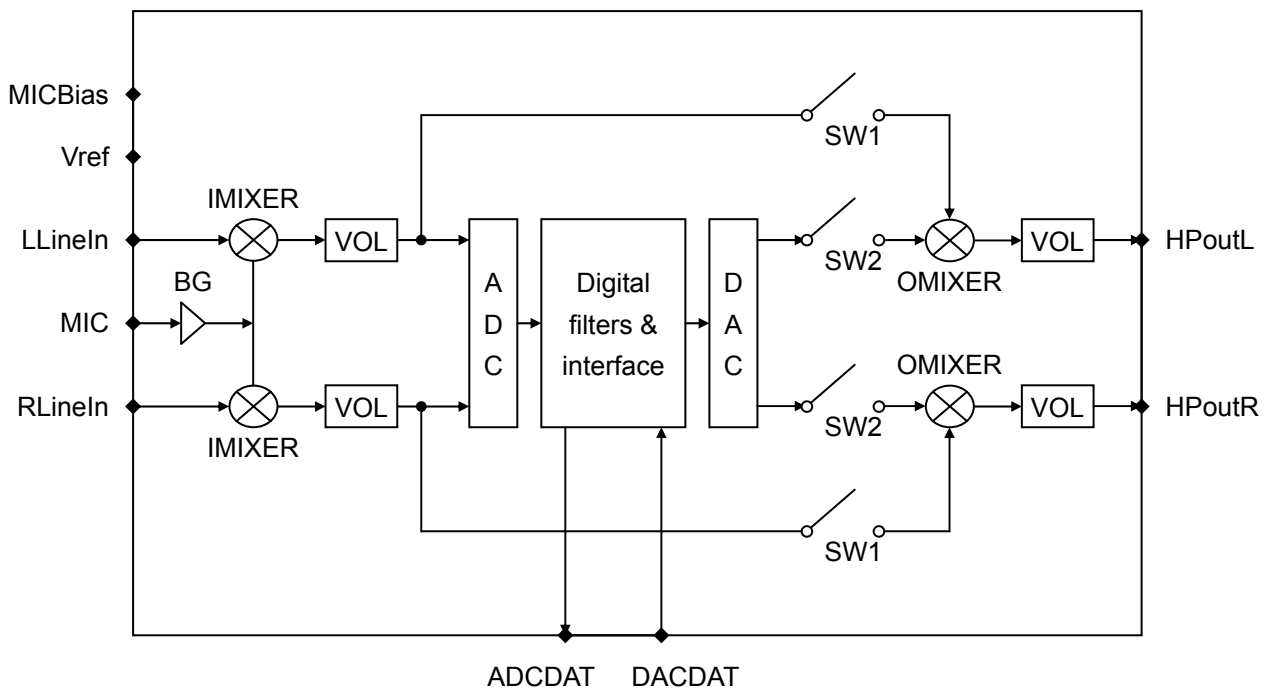 MICBias
SW1
Vref
IMIXER
LLineIn
VOL
SW2
OMIXER
VOL
HPoutL
BG
MIC
A
D
C
Digital
filters &
interface
D
A
C
OMIXER
RLineIn
VOL
IMIXER
SW2
VOL
HPoutR
SW1
ADCDAT
DACDAT